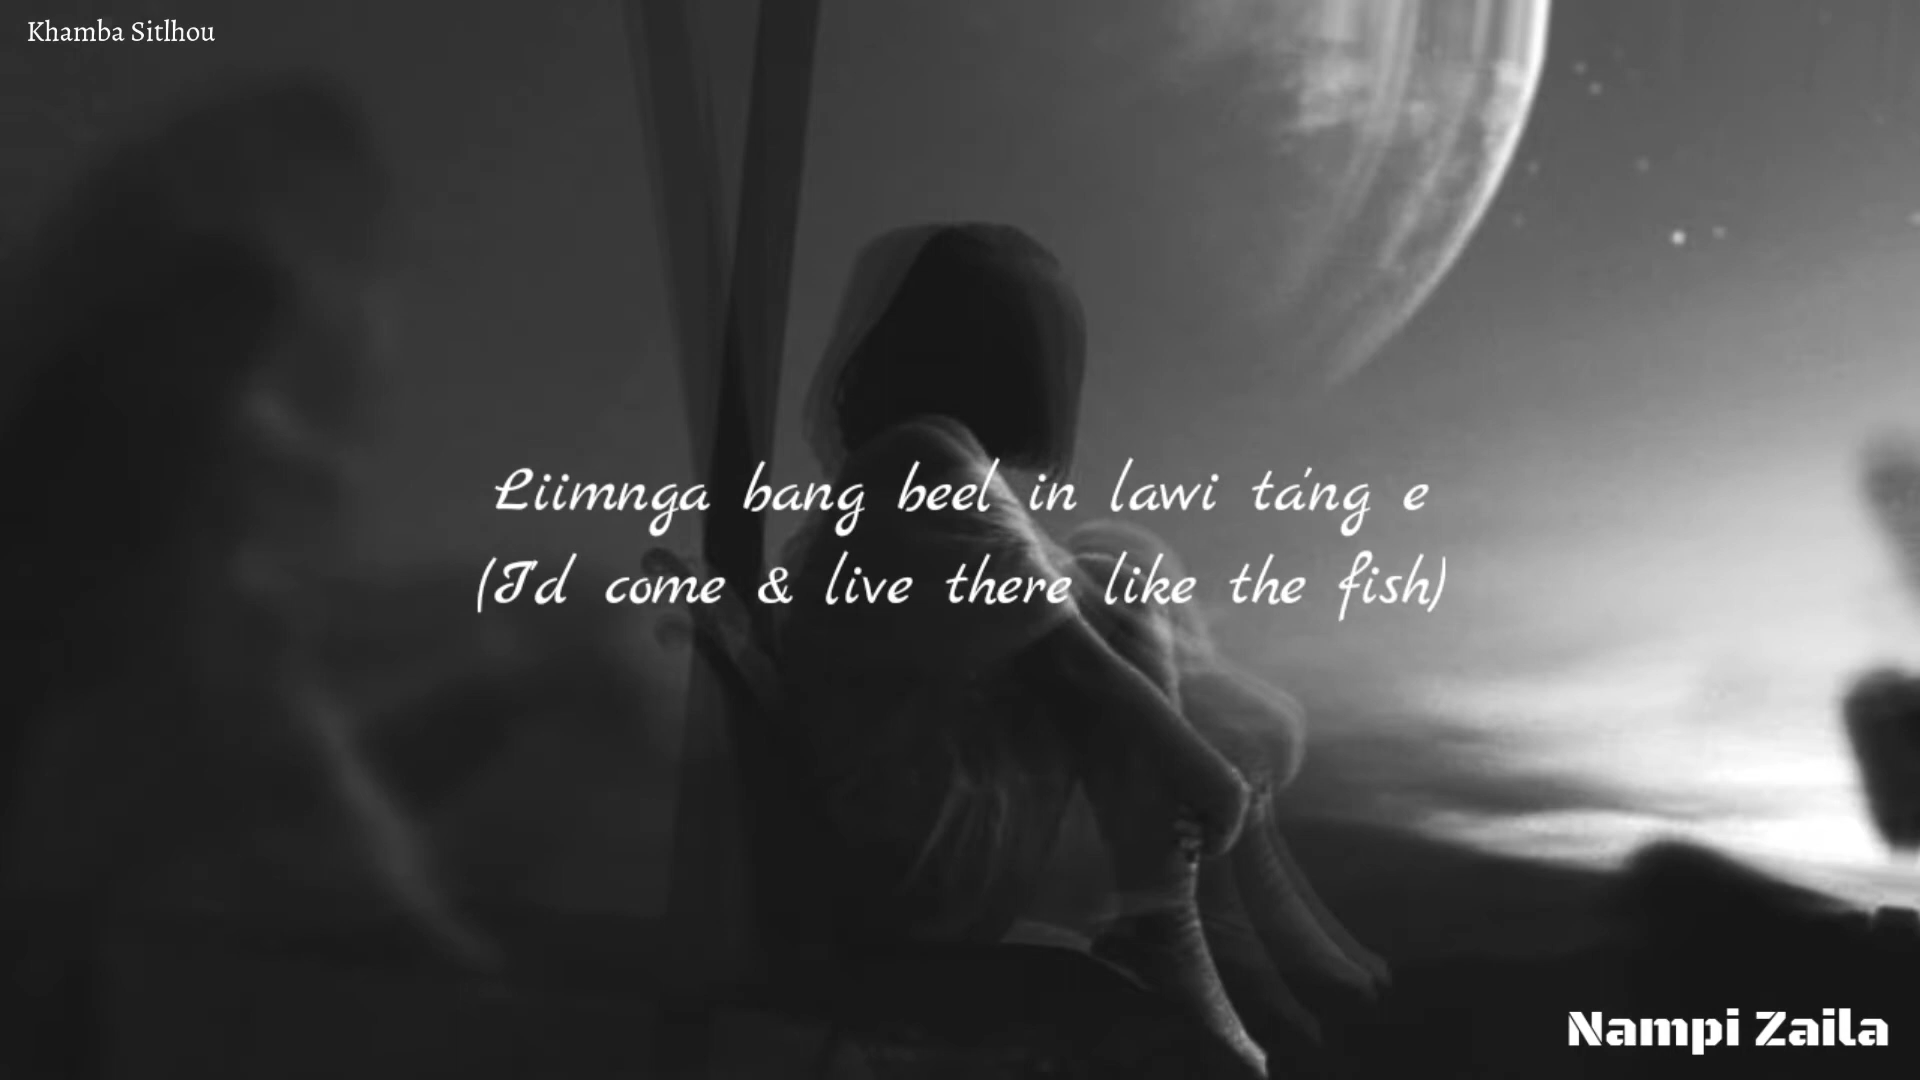 Khamba Sitlhou
Liimnga bang beel in lawi táng e
(I'd come & live there like the fish)
Nampi Zaila